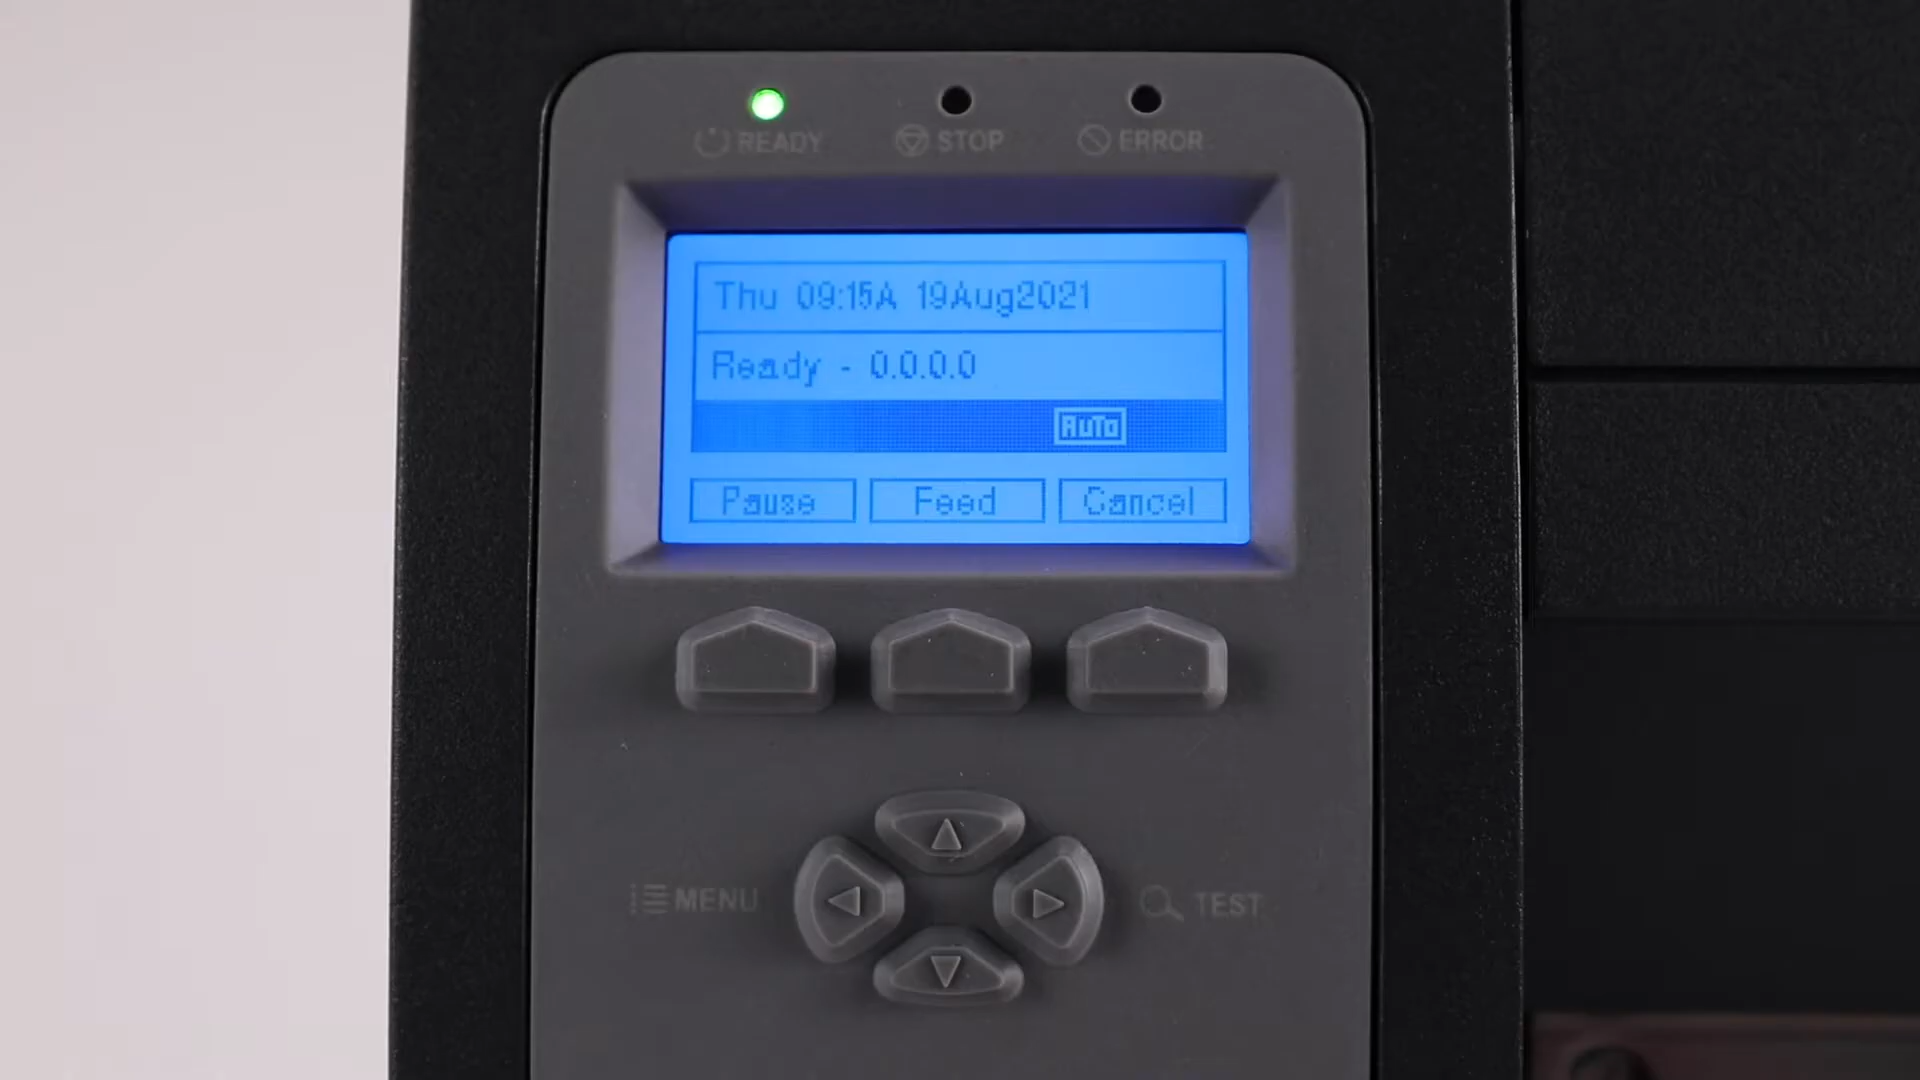 READY STOP ERROR
Thu 09:15A 19Aug2021
Ready - 0.0.0.0
AUTO
Pause Feed Cancel
MENU TEST